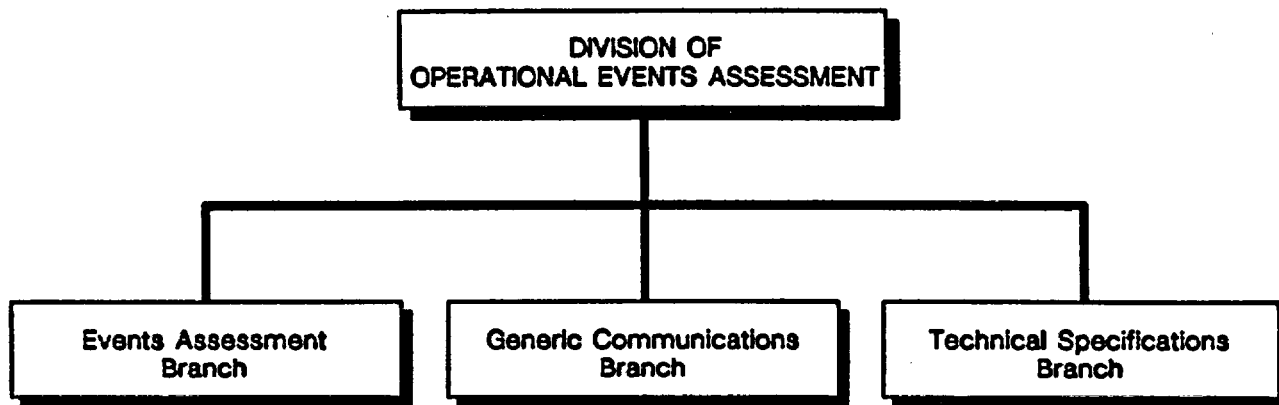 DIVISION OF
OPERATIONAL EVENTS ASSESSMENT
Events Assessment
Branch
Generic Communications
Branch
Technical Specifications
Branch